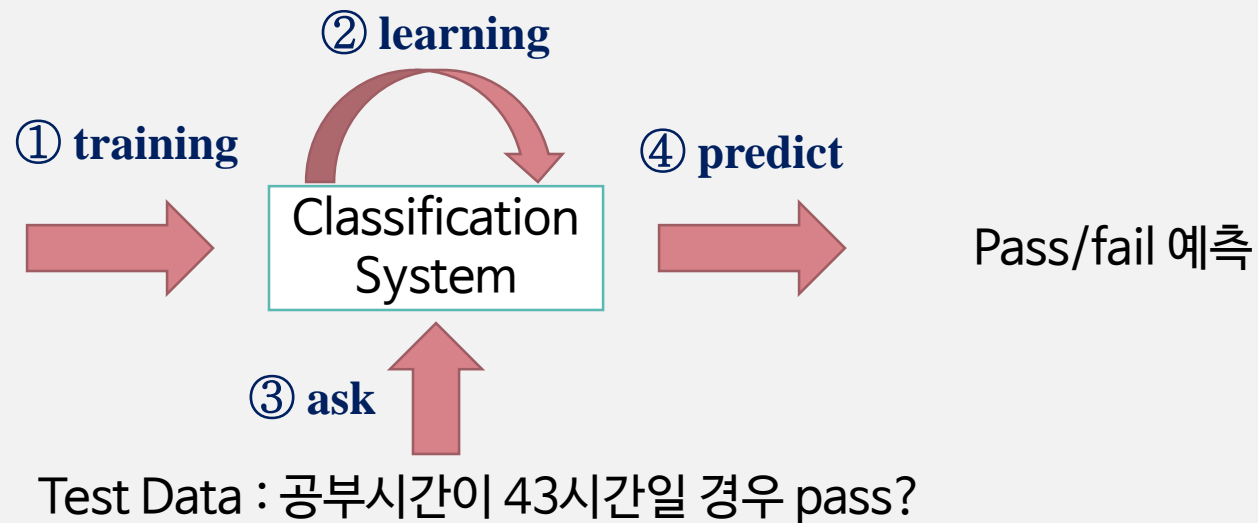 ② learning
① training
④ predict
Classification
System
Pass/fail 예측
③ ask
Test Data : 공부시간이 43시간일 경우 pass?